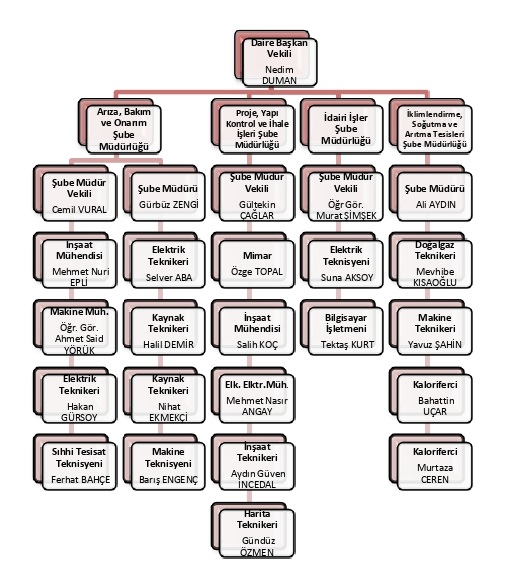 Daire Başkan
Vekili
Nedim
DUMAN
Arıza, Bakım
ve Onarım
Şube
Müdürlüğü
Proje, Yapı
Kontrol ve İhale
İşleri Şube
Müdürlüğü
İdairi İşler
Şube
Müdürlüğü
İklimlendirme,
Soğutma ve
Arıtma Tesisleri
Şube Müdürlüğü
Şube Müdür
Vekili
Cemil VURAL
Şube Müdürü
Gürbüz ZENGİ
Şube Müdür
Vekili
Gültekin
ÇAĞLAR
Şube Müdür
Vekili
Öğr Gör.
Murat ŞİMŞEK
Şube Müdürü
Ali AYDIN
İnşaat
Mühendisi
Mehmet Nuri
EPLİ
Elektrik
Teknikeri
Selver ABA
Mimar
Özge TOPAL
Elektrik
Teknisyeni
Suna AKSOY
Doğalgaz
Teknikeri
Mevhibe
KISAOĞLU
Makine Müh.
Öğr. Gör.
Ahmet Said
YÖRÜK
Kaynak
Teknikeri
Halil DEMİR
İnşaat
Mühendisi
Salih KOÇ
Bilgisayar
İşletmeni
Tektaş KURT
Makine
Teknikeri
Yavuz ŞAHİN
Elektrik
Teknikeri
Hakan
GÜRSOY
Kaynak
Teknikeri
Nihat
EKMEKÇİ
Elk. Elktr.Müh.
Mehmet Nasır
ANGAY
Kaloriferci
Bahattin
UÇAR
Sıhhi Tesisat
Teknisyeni
Ferhat BAHÇE
Makine
Teknisyeni
Barış ENGENÇ
İnşaat
Teknikeri
Aydın Güven
İNCEDAL
Kaloriferci
Murtaza
CEREN
Harita
Teknikeri
Gündüz
ÖZMEN